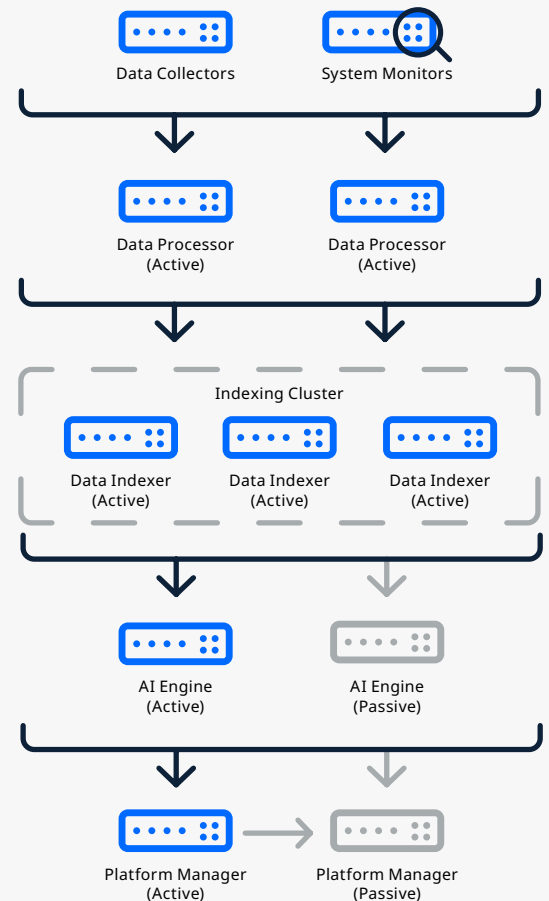 Data Collectors
System Monitors
Data Processor
(Active)
Data Processor
(Active)
Indexing Cluster
Data Indexer
(Active)
Data Indexer
(Active)
Data Indexer
(Active)
AI Engine
(Active)
AI Engine
(Passive)
Platform Manager
(Active)
Platform Manager
(Passive)